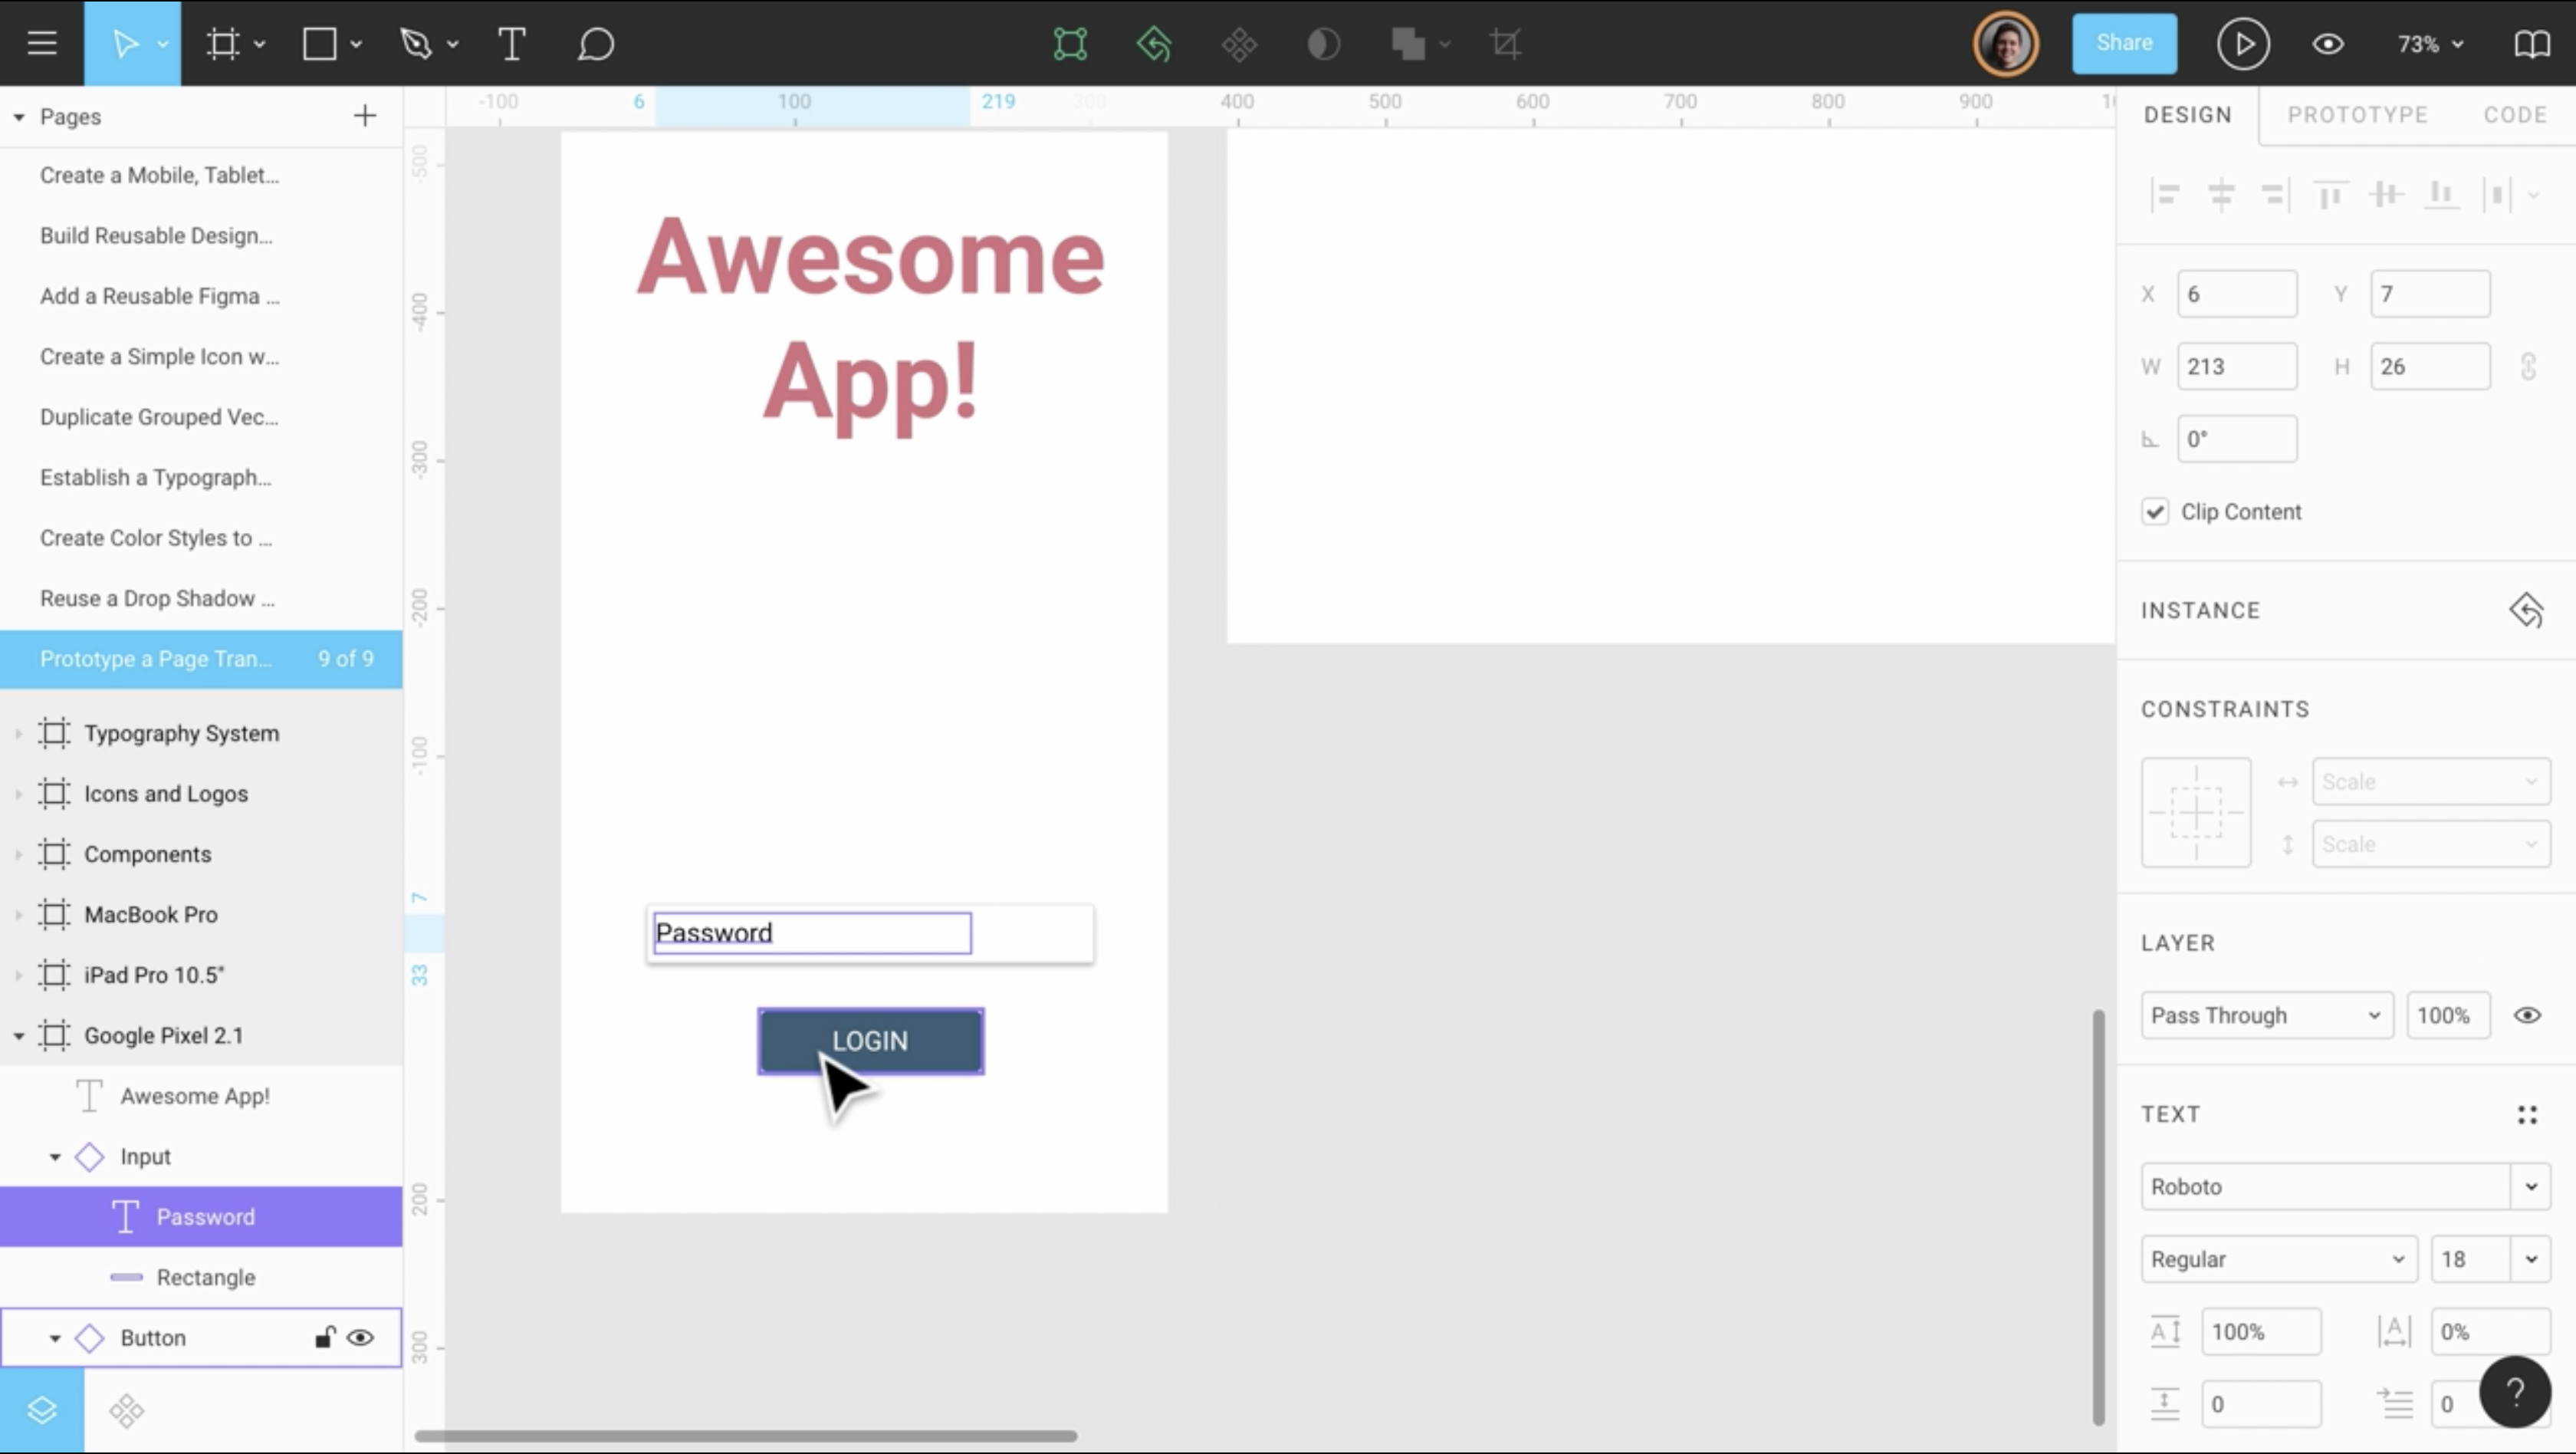 Share
73%
Pages
Create a Mobile, Tablet...
Build Reusable Design...
Add a Reusable Figma ...
Create a Simple Icon w...
Duplicate Grouped Vec...
Establish a Typograph...
Create Color Styles to ...
Reuse a Drop Shadow ...
Prototype a Page Tran... 9 of 9
Typography System
Icons and Logos
Components
MacBook Pro
iPad Pro 10.5"
Google Pixel 2.1
Awesome App!
Input
Password
Rectangle
Button
-100 6 100 219 300 400 500 600 700 800 900
-500
-400
-300
-200
-100
7
33
200
300
Awesome
App!
Password
LOGIN
DESIGN PROTOTYPE CODE
X 6 Y 7
W 213 H 26
0°
Clip Content
INSTANCE
CONSTRAINTS
Scale
Scale
LAYER
Pass Through 100%
TEXT
Roboto
Regular 18
100% 0%
0 0
?